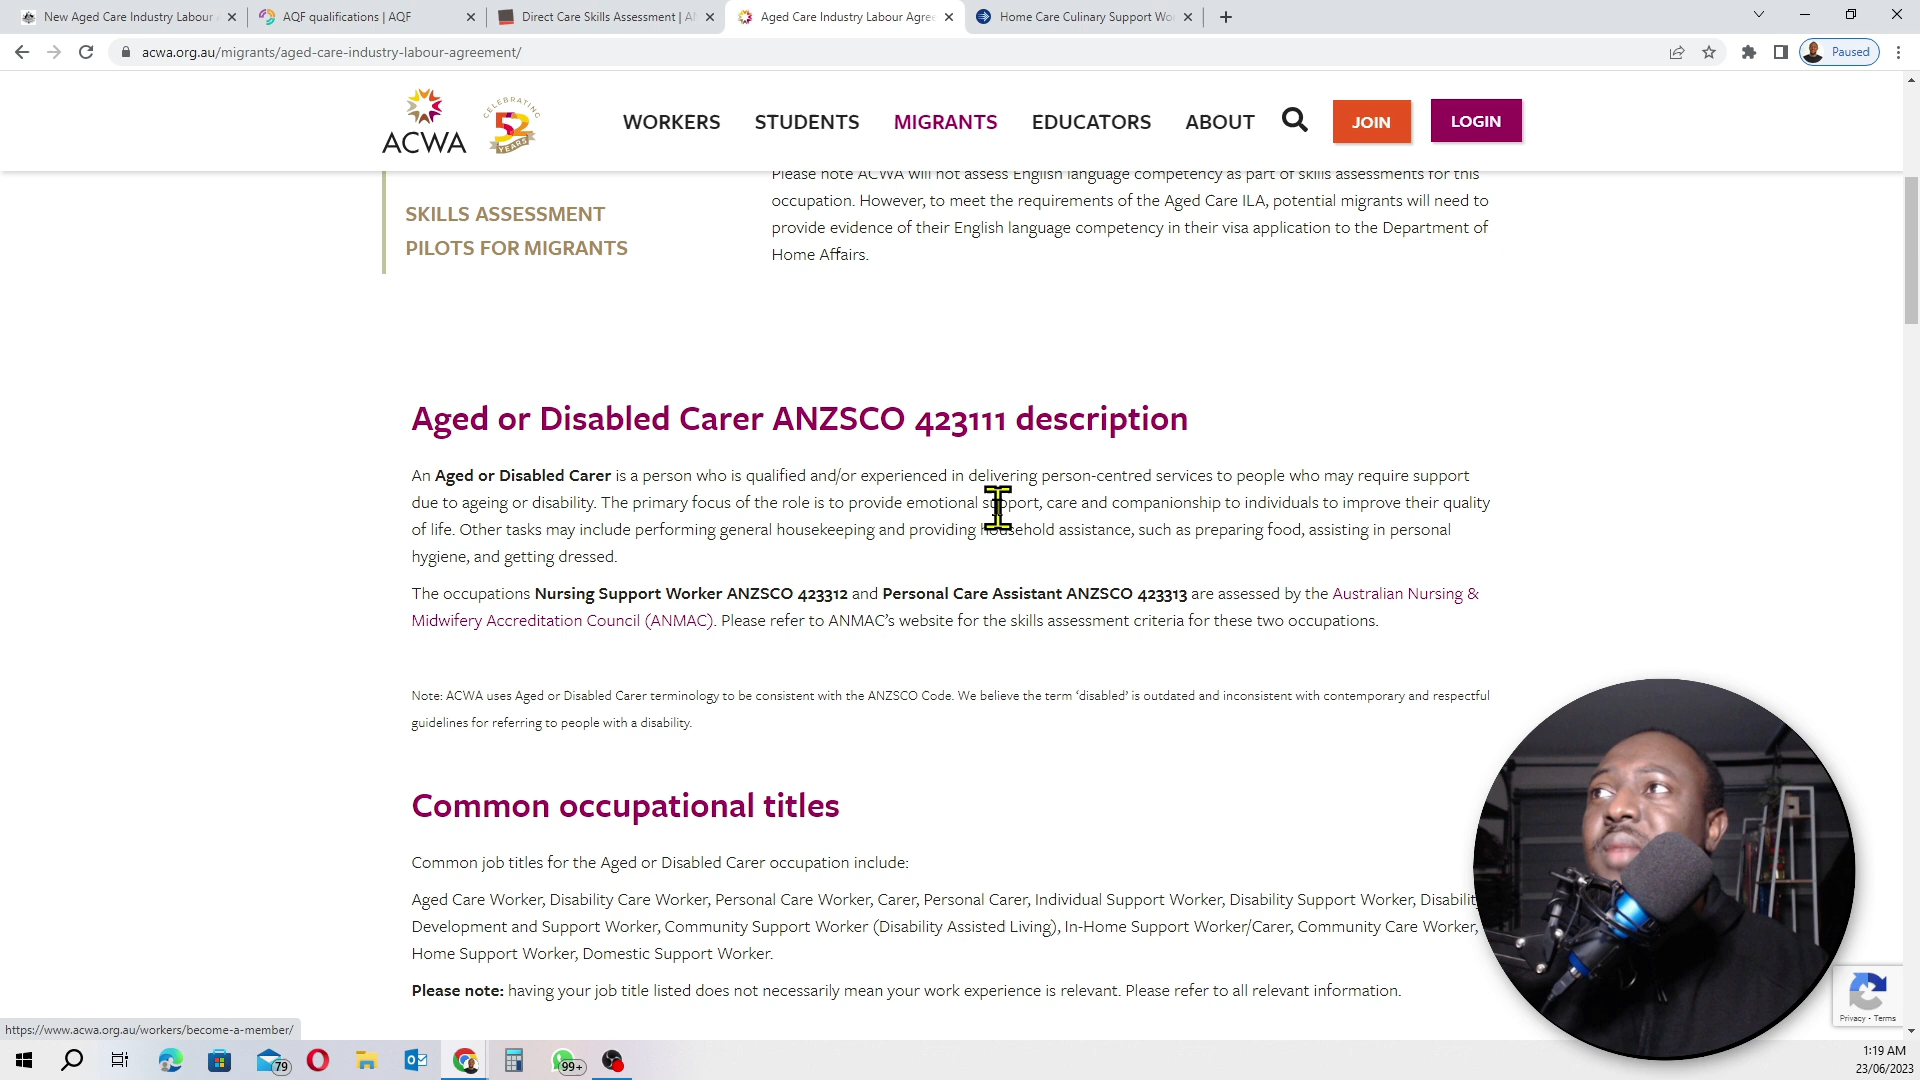 New Aged Care Industry Labour
AQF qualifications | AQF
Direct Care Skills Assessment |
Aged Care Industry Labour Agre
Home Care Culinary Support Wo
acwa.org.au/migrants/aged-care-industry-labour-agreement/
Paused
ACWA
CELEBRATING
52
YEARS
WORKERS
STUDENTS
MIGRANTS
EDUCATORS
ABOUT
JOIN
LOGIN
SKILLS ASSESSMENT
PILOTS FOR MIGRANTS
Please note ACWA will not assess English language competency as part of skills assessments for this
occupation. However, to meet the requirements of the Aged Care ILA, potential migrants will need to
provide evidence of their English language competency in their visa application to the Department of
Home Affairs.
Aged or Disabled Carer ANZSCO 423111 description
An Aged or Disabled Carer is a person who is qualified and/or experienced in delivering person-centred services to people who may require support
due to ageing or disability. The primary focus of the role is to provide emotional support, care and companionship to individuals to improve their quality
of life. Other tasks may include performing general housekeeping and providing household assistance, such as preparing food, assisting in personal
hygiene, and getting dressed.
The occupations Nursing Support Worker ANZSCO 423312 and Personal Care Assistant ANZSCO 423313 are assessed by the Australian Nursing &
Midwifery Accreditation Council (ANMAC). Please refer to ANMAC's website for the skills assessment criteria for these two occupations.
Note: ACWA uses Aged or Disabled Carer terminology to be consistent with the ANZSCO Code. We believe the term 'disabled' is outdated and inconsistent with contemporary and respectful
guidelines for referring to people with a disability.
Common occupational titles
Common job titles for the Aged or Disabled Carer occupation include:
Aged Care Worker, Disability Care Worker, Personal Care Worker, Carer, Personal Carer, Individual Support Worker, Disability Support Worker, Disability
Development and Support Worker, Community Support Worker (Disability Assisted Living), In-Home Support Worker/Carer, Community Care Worker,
Home Support Worker, Domestic Support Worker.
Please note: having your job title listed does not necessarily mean your work experience is relevant. Please refer to all relevant information.
Privacy - Terms
https://www.acwa.org.au/workers/become-a-member/
79
99+
1:19 AM
23/06/2023